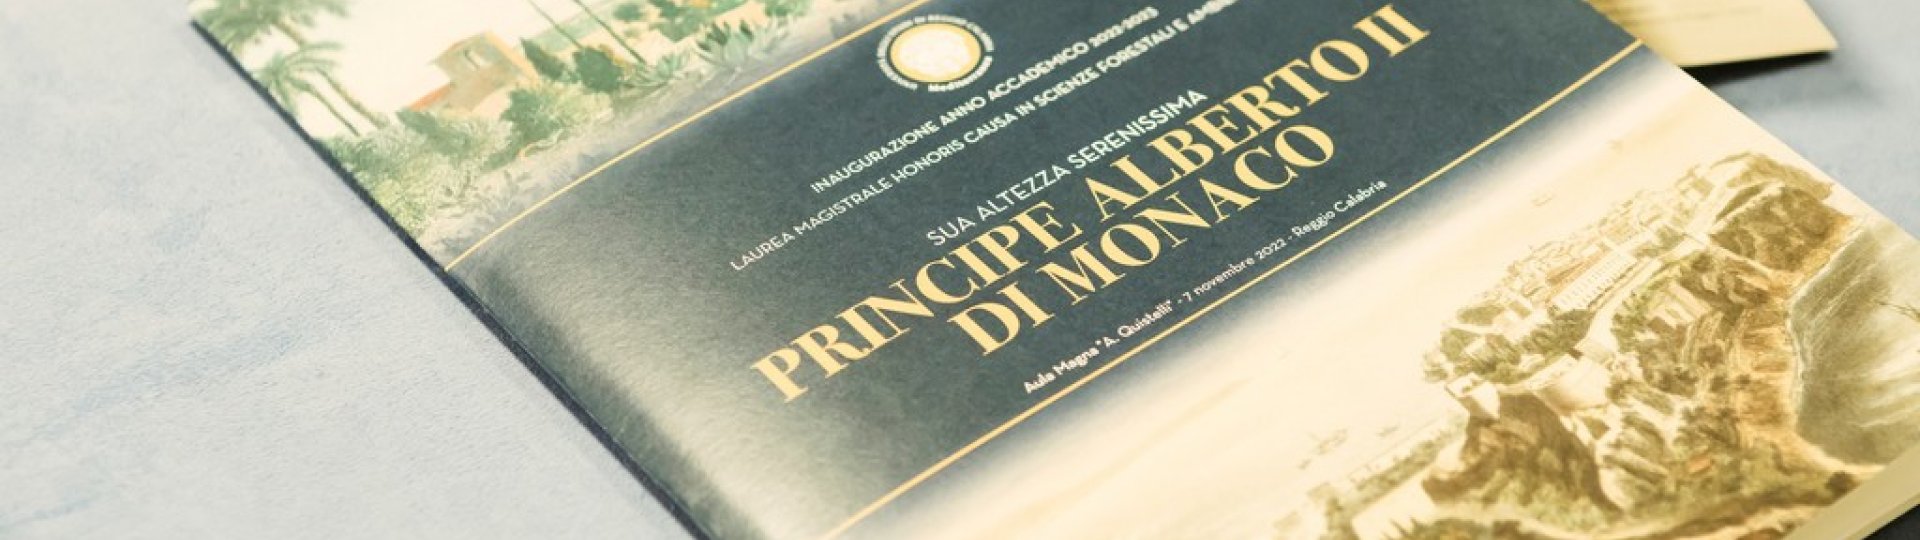 INAUGURAZIONE ANNO ACCADEMICO 2022-2023
LAUREA MAGISTRALE HONORIS CAUSA IN SCIENZE FORESTALI E
SUA ALTEZZA SERENISSIMA
PRINCIPE ALBERTO II
DI MONACO
Aula Magna "A. Quistelli" - 7 novembre 2022 - Reggio Calabria